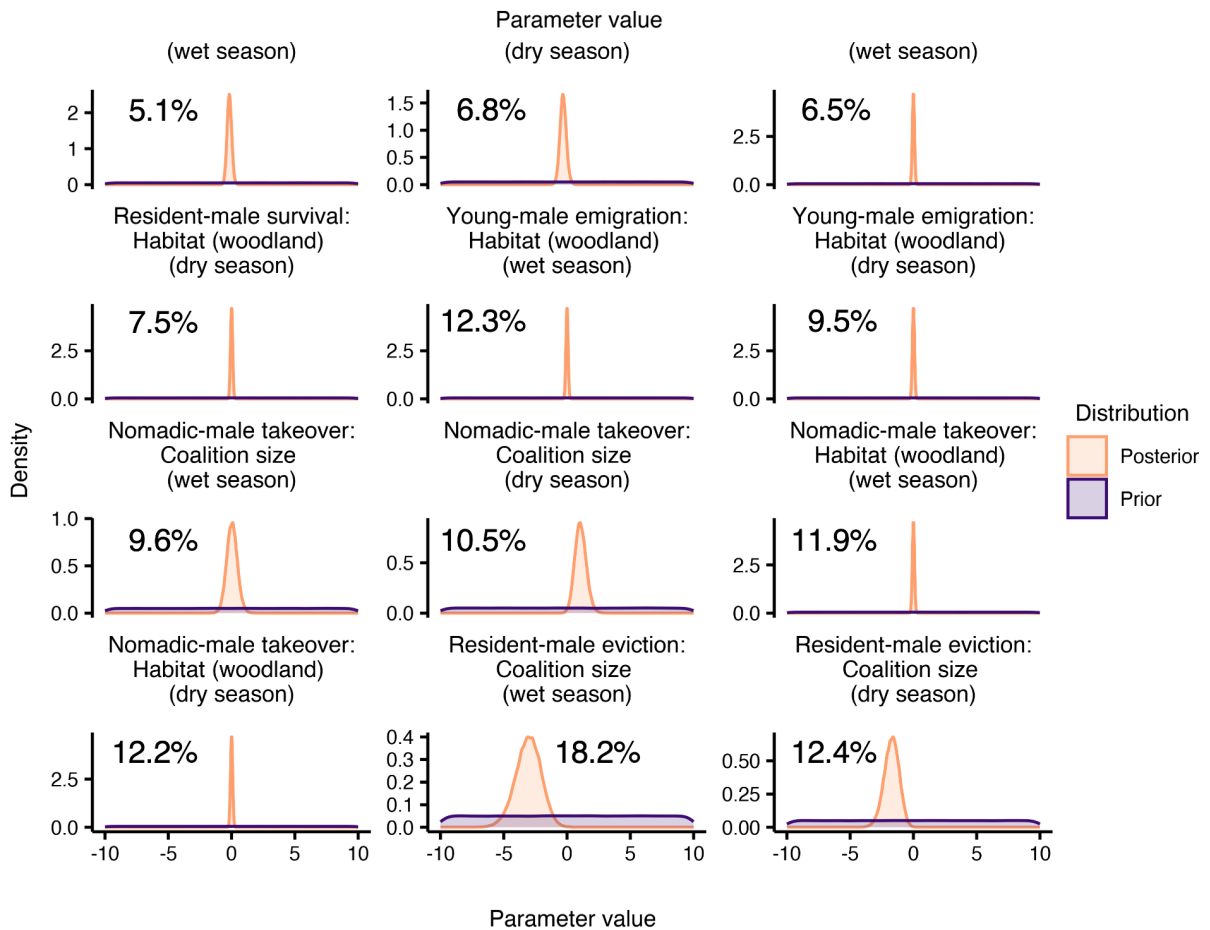 Parameter value
(wet season)
(dry season)
(wet season)
2
1
0
5.1%
1.5
1.0
0.5
0.0
6.8%
2.5
0.0
6.5%
Resident-male survival:
Habitat (woodland)
(dry season)
Young-male emigration:
Habitat (woodland)
(wet season)
Young-male emigration:
Habitat (woodland)
(dry season)
2.5
0.0
7.5%
2.5
0.0
12.3%
2.5
0.0
9.5%
Nomadic-male takeover:
Coalition size
(wet season)
Nomadic-male takeover:
Coalition size
(dry season)
Nomadic-male takeover:
Habitat (woodland)
(wet season)
1.0
0.5
0.0
9.6%
0.5
0.0
10.5%
2.5
0.0
11.9%
Nomadic-male takeover:
Habitat (woodland)
(dry season)
Resident-male eviction:
Coalition size
(wet season)
Resident-male eviction:
Coalition size
(dry season)
2.5
0.0
12.2%
0.4
0.3
0.2
0.1
0.0
18.2%
0.50
0.25
0.00
12.4%
-10 -5 0 5 10
-10 -5 0 5 10
-10 -5 0 5 10
Parameter value
Density
Distribution
Posterior
Prior